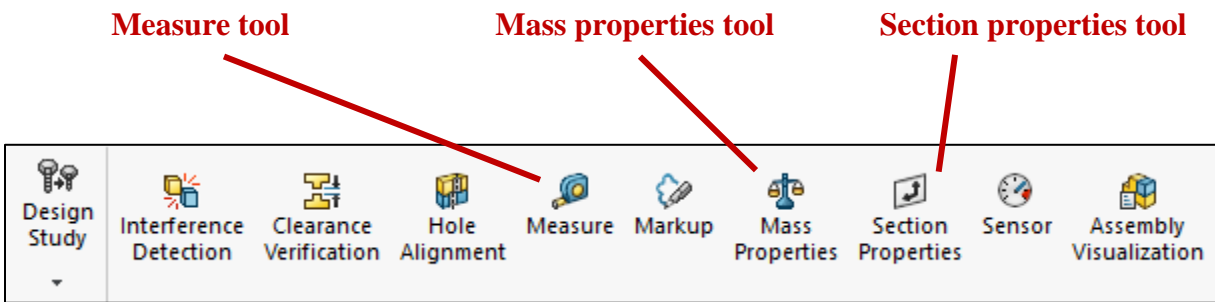 Measure tool
Mass properties tool
Section properties tool
Design
Study
Interference
Detection
Clearance
Verification
Hole
Alignment
Measure
Markup
Mass
Properties
Section
Properties
Sensor
Assembly
Visualization